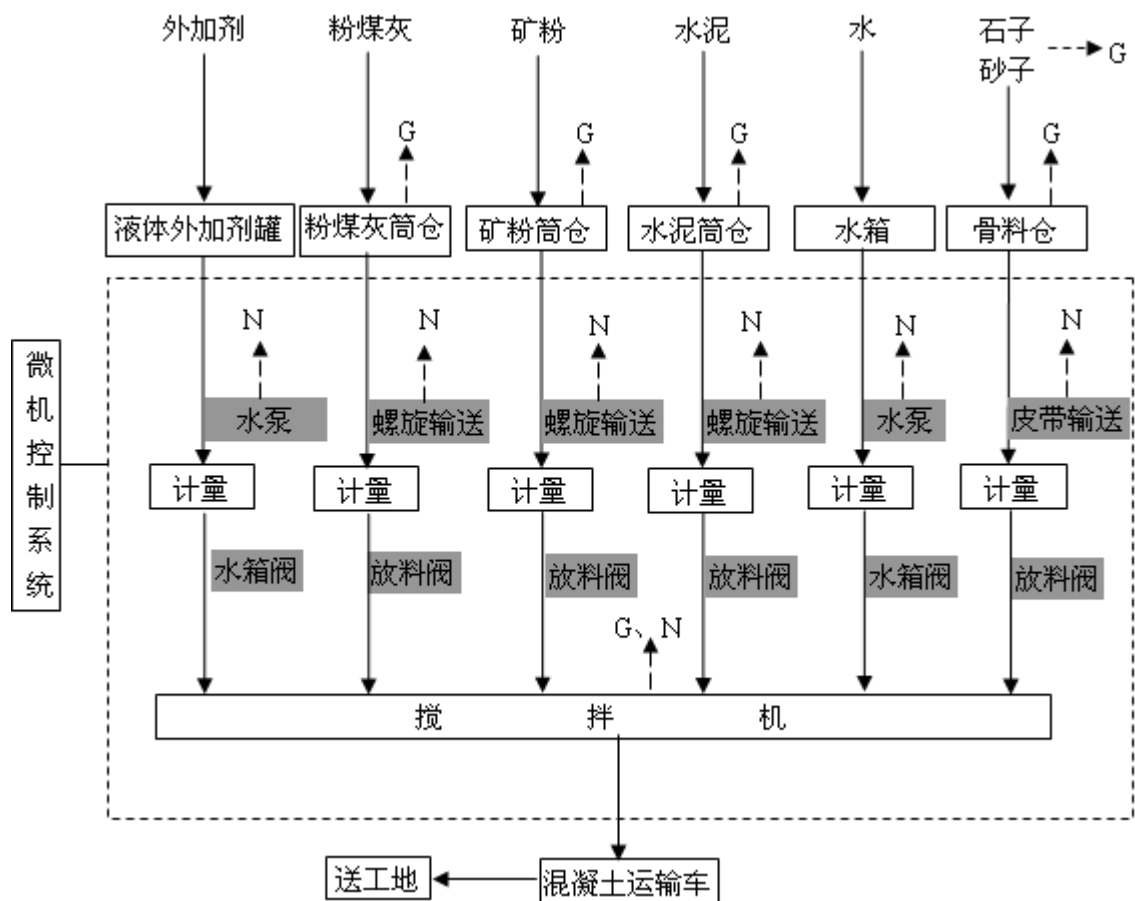 外加剂
粉煤灰
矿粉
水泥
水
石子
砂子
G
G
G
G
G
液体外加剂罐
粉煤灰筒仓
矿粉筒仓
水泥筒仓
水箱
骨料仓
N
N
N
N
N
N
微机控制系统
水泵
螺旋输送
螺旋输送
螺旋输送
水泵
皮带输送
计量
计量
计量
计量
计量
计量
水箱阀
放料阀
放料阀
放料阀
水箱阀
放料阀
G、N
搅拌机
送工地
混凝土运输车